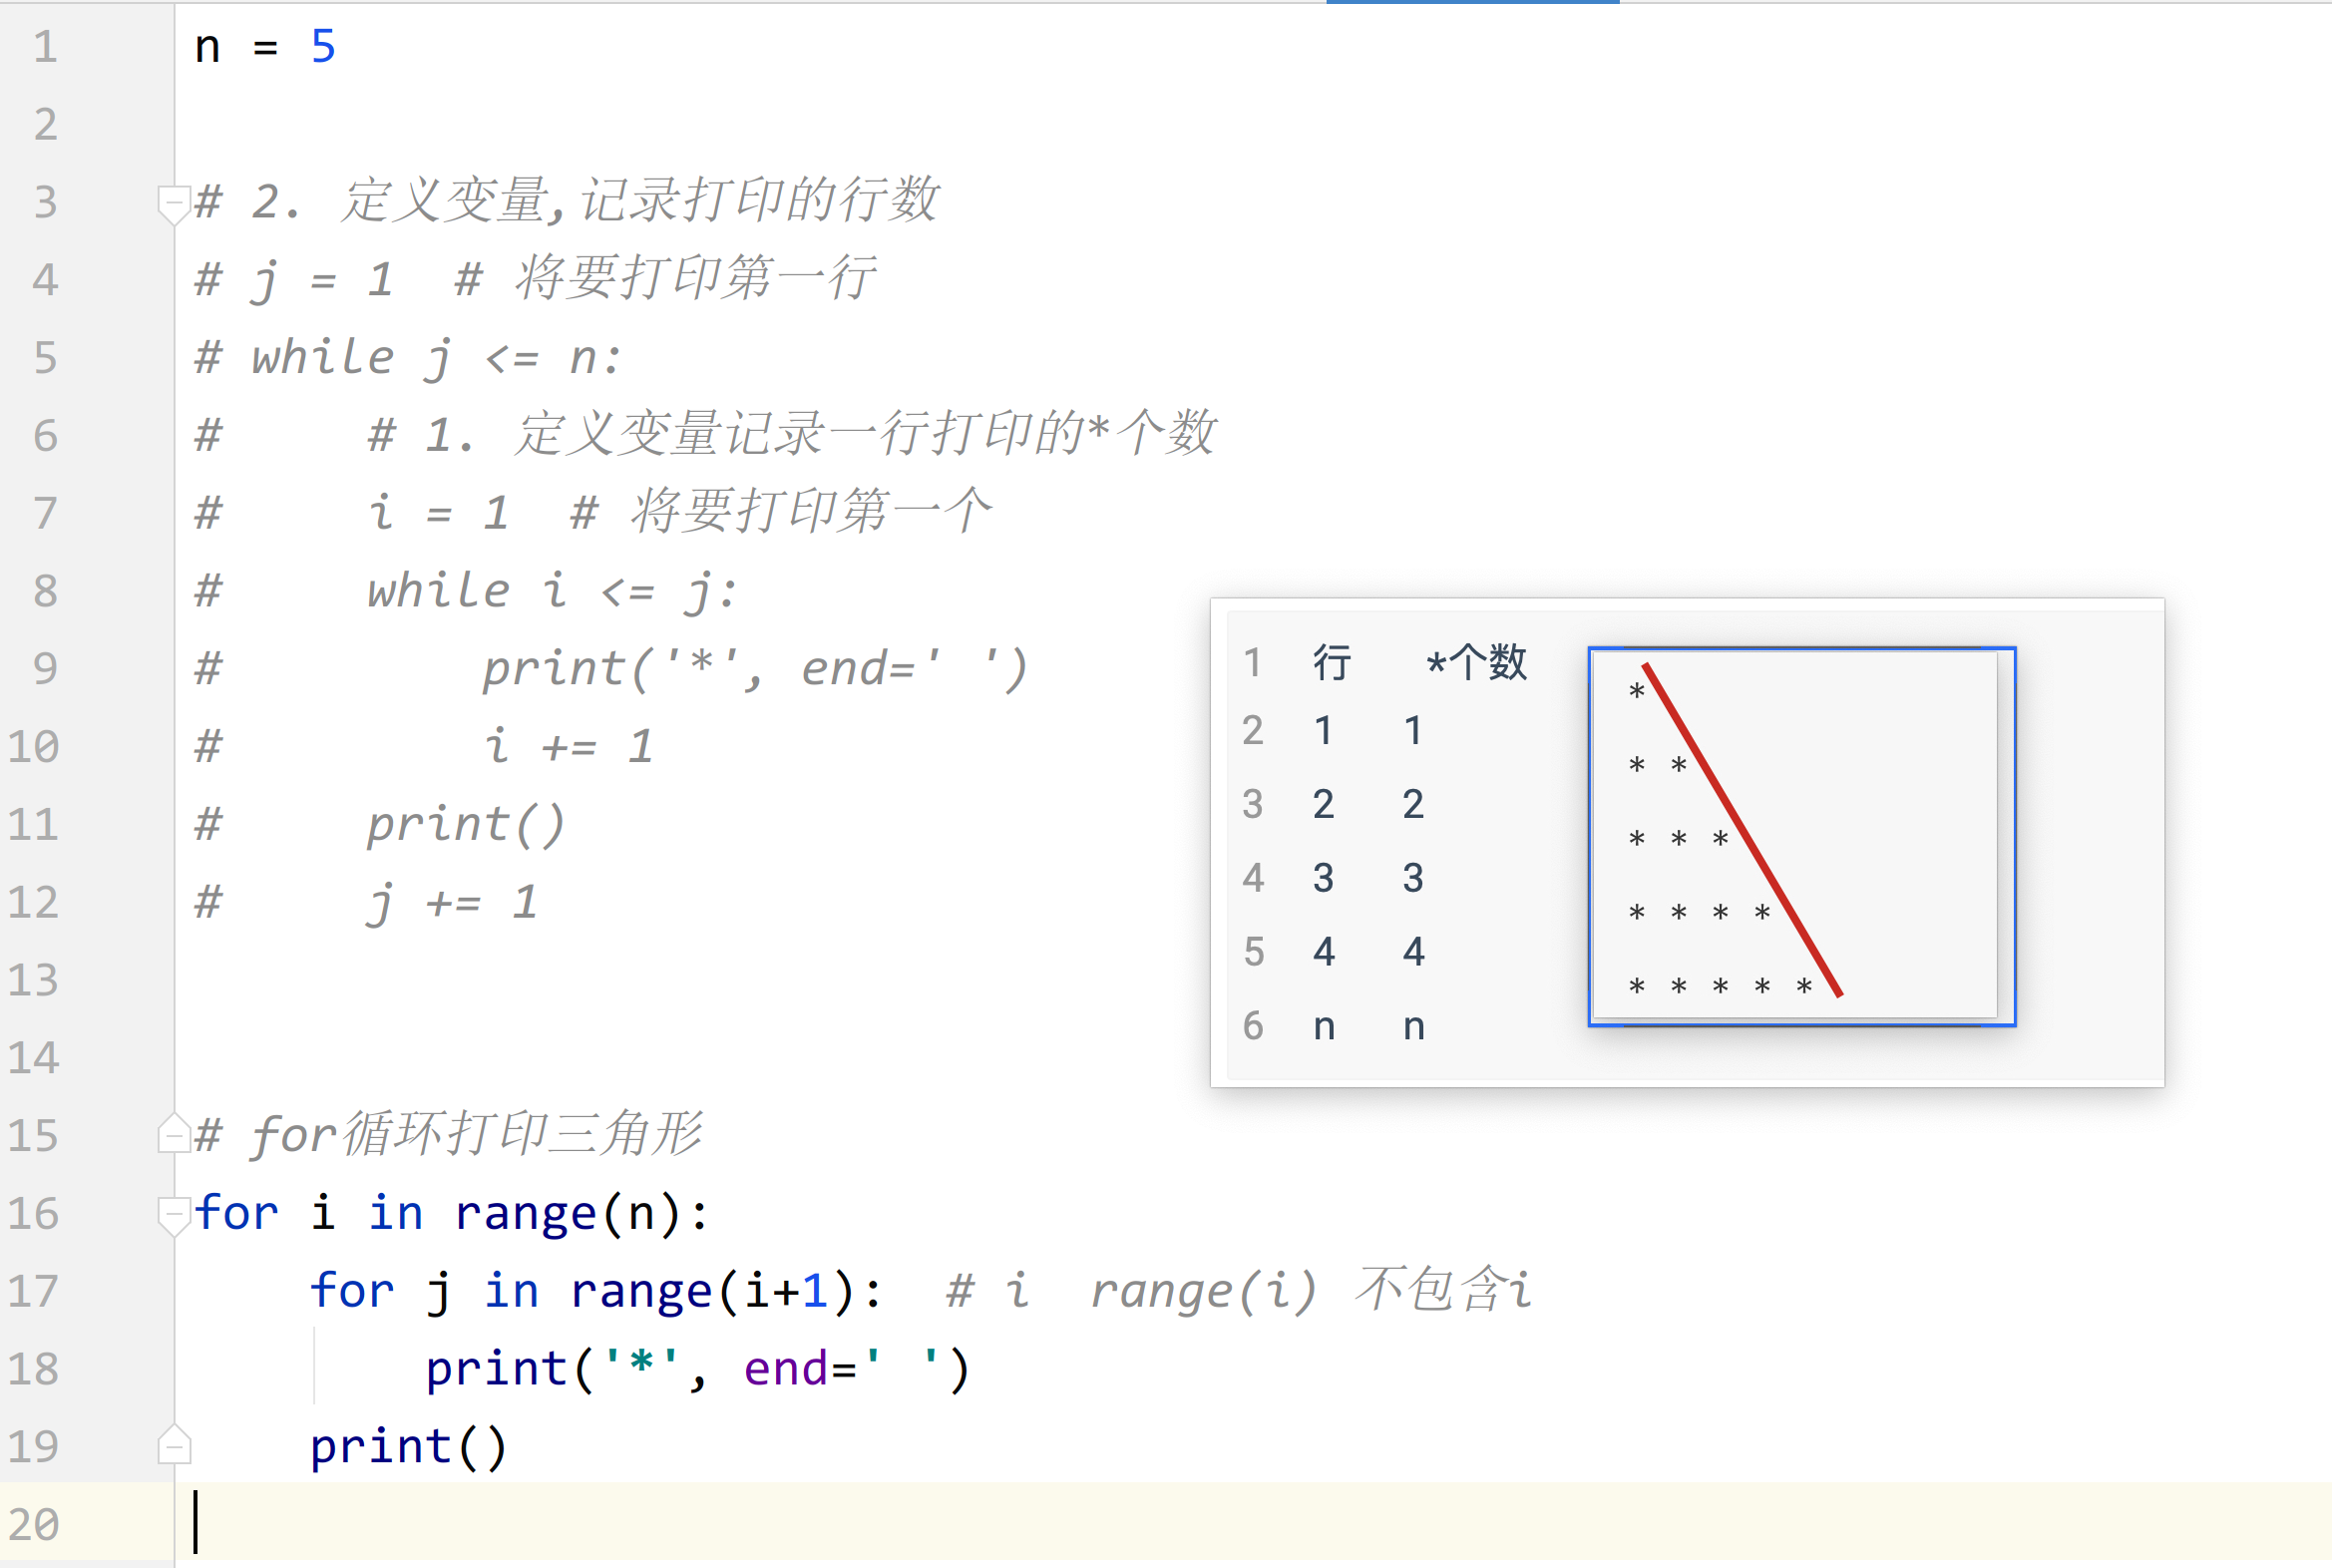 1 n = 5
2
3 # 2. 定义变量,记录打印的行数
4 # j = 1  # 将要打印第一行
5 # while j <= n:
6 #     # 1. 定义变量记录一行打印的*个数
7 #     i = 1  # 将要打印第一个
8 #     while i <= j:
9 #         print('*', end=' ')
10 #         i += 1
11 #     print()
12 #     j += 1
13
14
15 # for循环打印三角形
16 for i in range(n):
17     for j in range(i+1):  # i  range(i) 不包含i
18         print('*', end=' ')
19     print()
20
1 行 *个数
2 1 1
3 2 2
4 3 3
5 4 4
6 n n
*
* *
* * *
* * * *
* * * * *